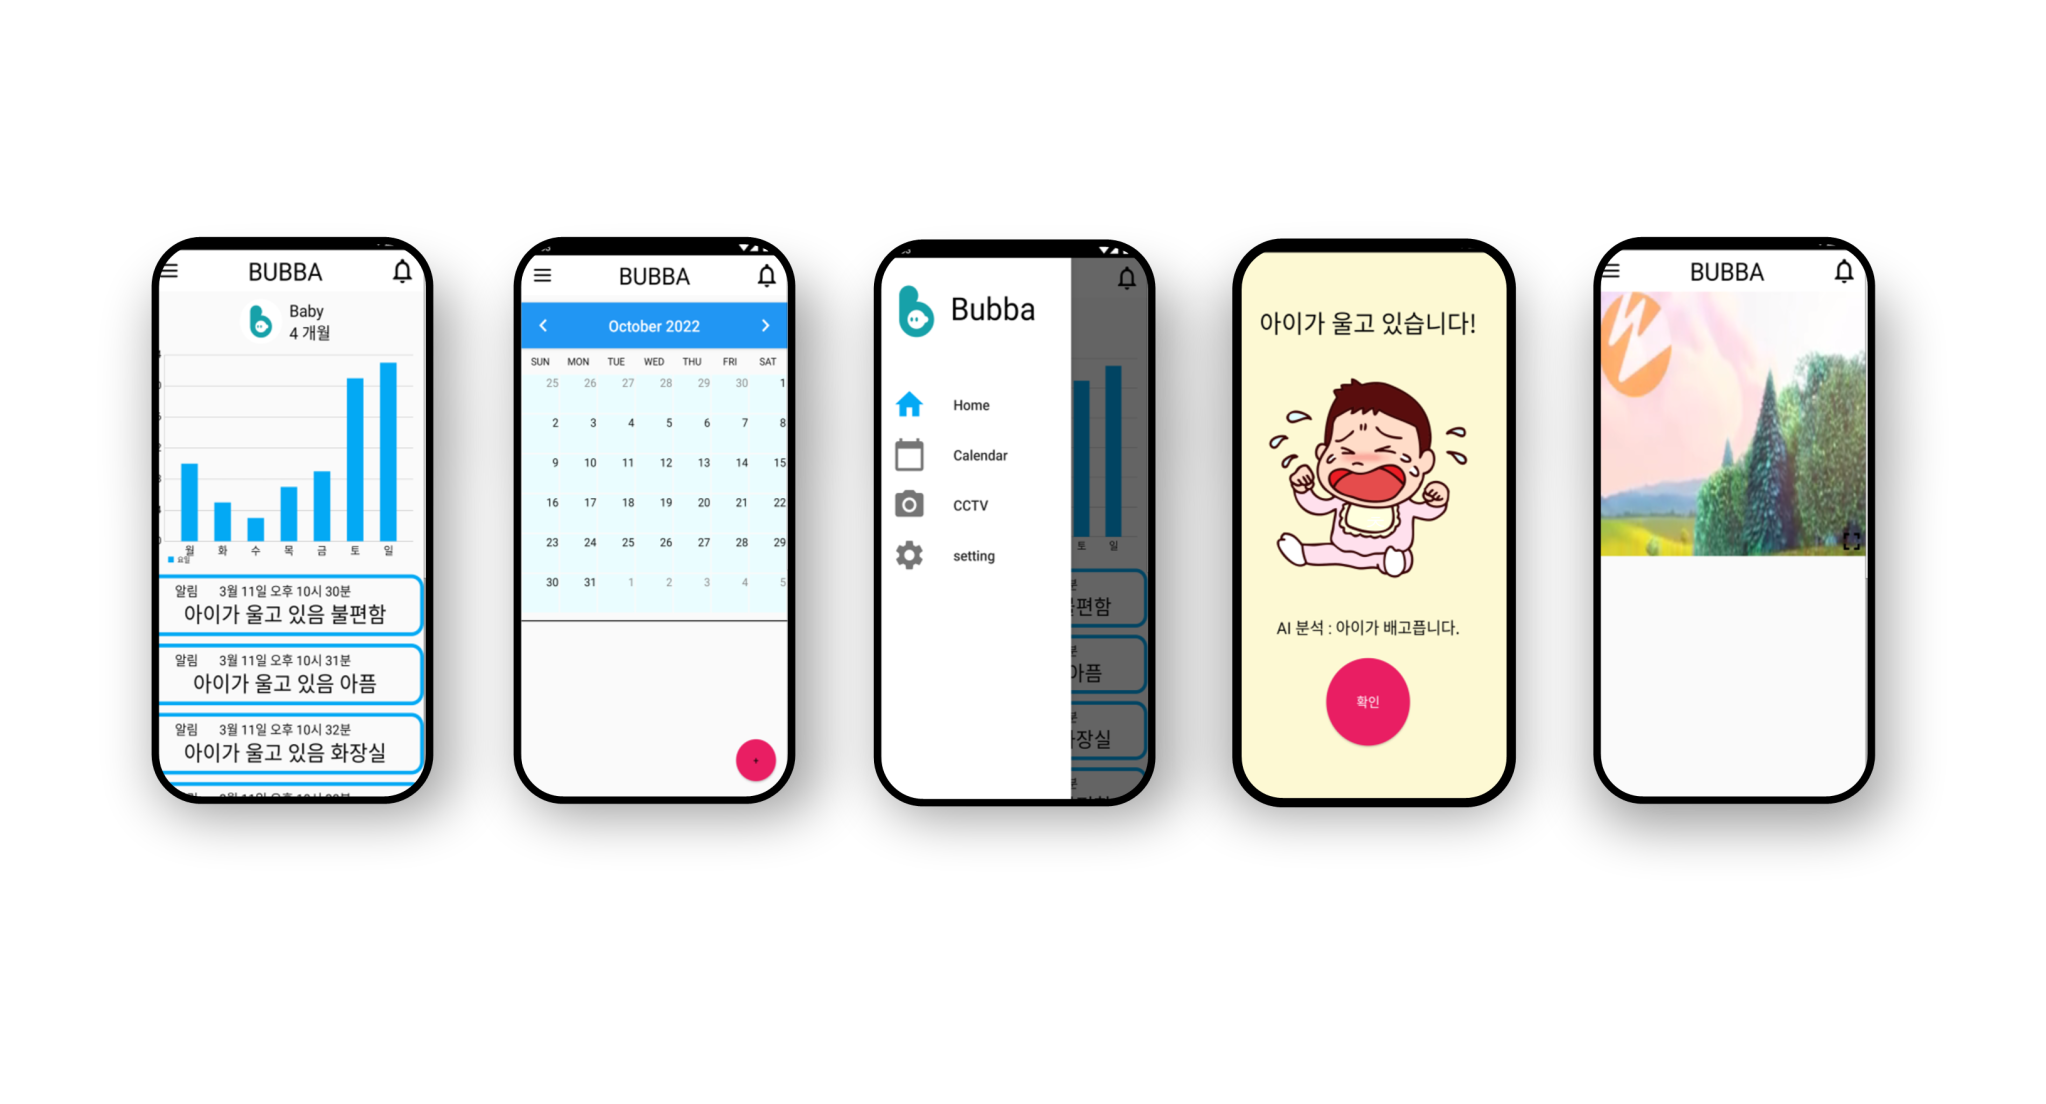 BUBBA
Baby
4 개월
월 화 수 목 금 토 일
요일
알림 3월 11일 오후 10시 30분
아이가 울고 있음 불편함
알림 3월 11일 오후 10시 31분
아이가 울고 있음 아픔
알림 3월 11일 오후 10시 32분
아이가 울고 있음 화장실
BUBBA
October 2022
SUN MON TUE WED THU FRI SAT
25 26 27 28 29 30 1
2 3 4 5 6 7 8
9 10 11 12 13 14 15
16 17 18 19 20 21 22
23 24 25 26 27 28 29
30 31 1 2 3 4 5
+
Bubba
Home
Calendar
CCTV
setting
토 일
편함
아픔
장실
아이가 울고 있습니다!
AI 분석 : 아이가 배고픕니다.
확인
BUBBA